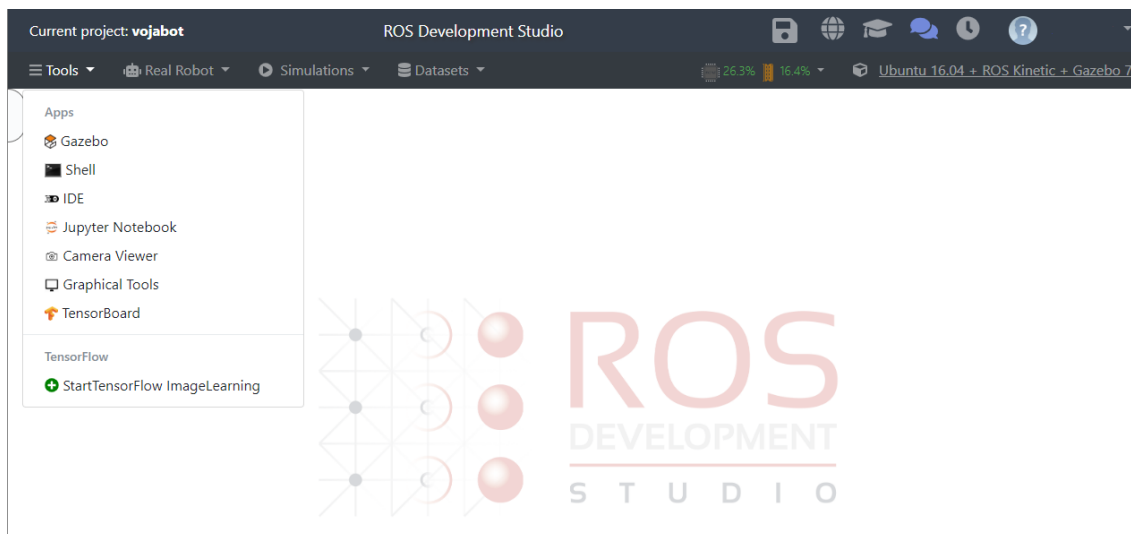 Current project: vojabot ROS Development Studio ?
Tools Real Robot Simulations Datasets 26.3% 16.4% Ubuntu 16.04 + ROS Kinetic + Gazebo 7
Apps
Gazebo
Shell
IDE
Jupyter Notebook
Camera Viewer
Graphical Tools
TensorBoard
TensorFlow
StartTensorFlow ImageLearning
ROS
DEVELOPMENT
STUDIO